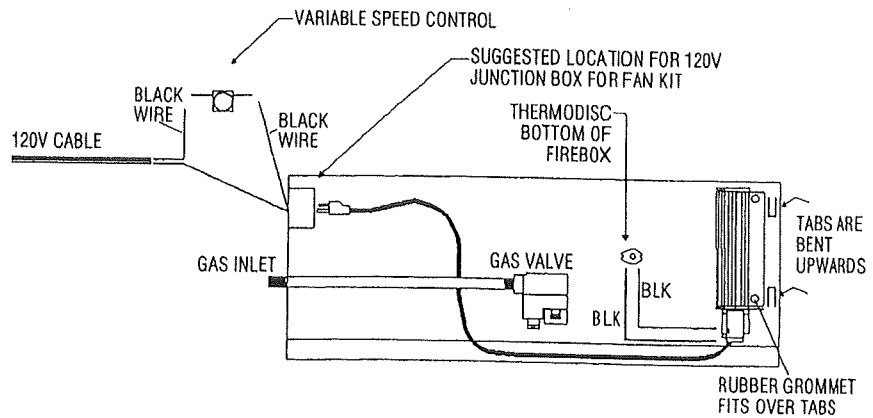 VARIABLE SPEED CONTROL
SUGGESTED LOCATION FOR 120V
JUNCTION BOX FOR FAN KIT
BLACK
WIRE
BLACK
WIRE
THERMODISC
BOTTOM OF
FIREBOX
120V CABLE
TABS ARE
BENT
UPWARDS
GAS INLET
GAS VALVE
BLK
BLK
RUBBER GROMMET
FITS OVER TABS